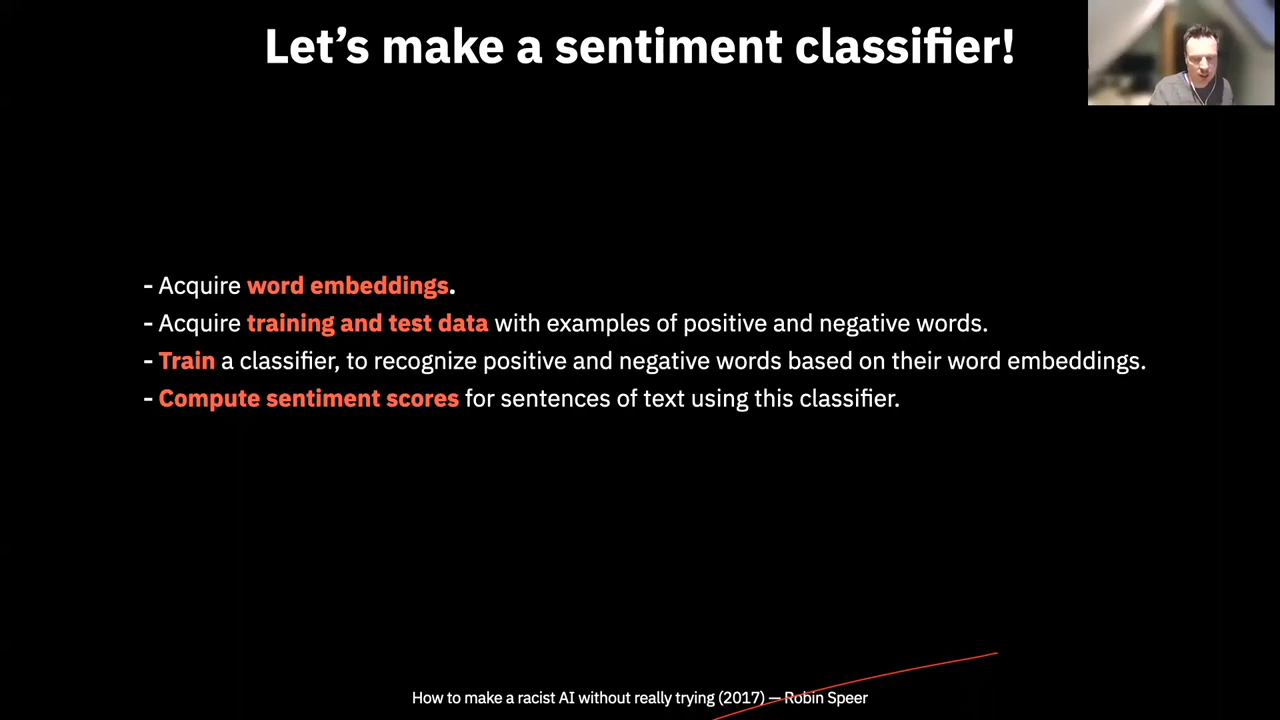 Let’s make a sentiment classifier!
- Acquire word embeddings.
- Acquire training and test data with examples of positive and negative words.
- Train a classifier, to recognize positive and negative words based on their word embeddings.
- Compute sentiment scores for sentences of text using this classifier.
How to make a racist AI without really trying (2017) — Robin Speer